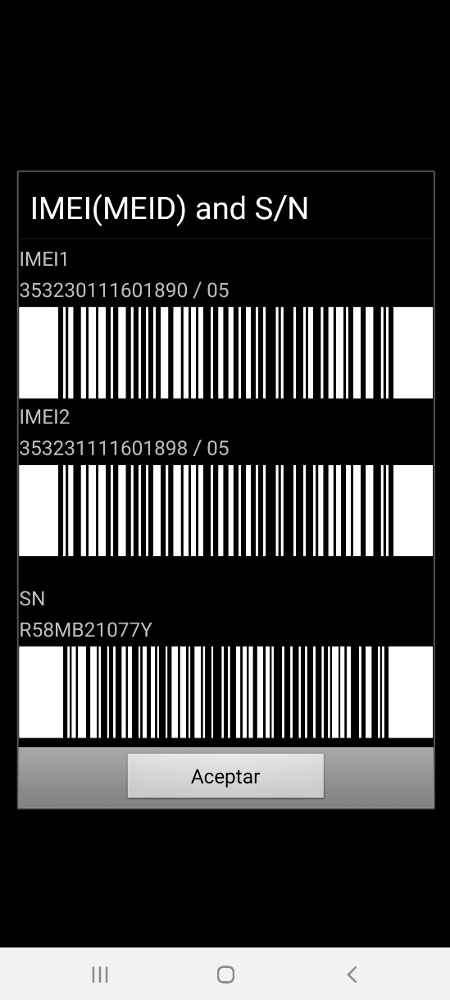 IMEI(MEID) and S/N
IMEI1
353230111601890 / 05
IMEI2
353231111601898 / 05
SN
R58MB21077Y
Aceptar